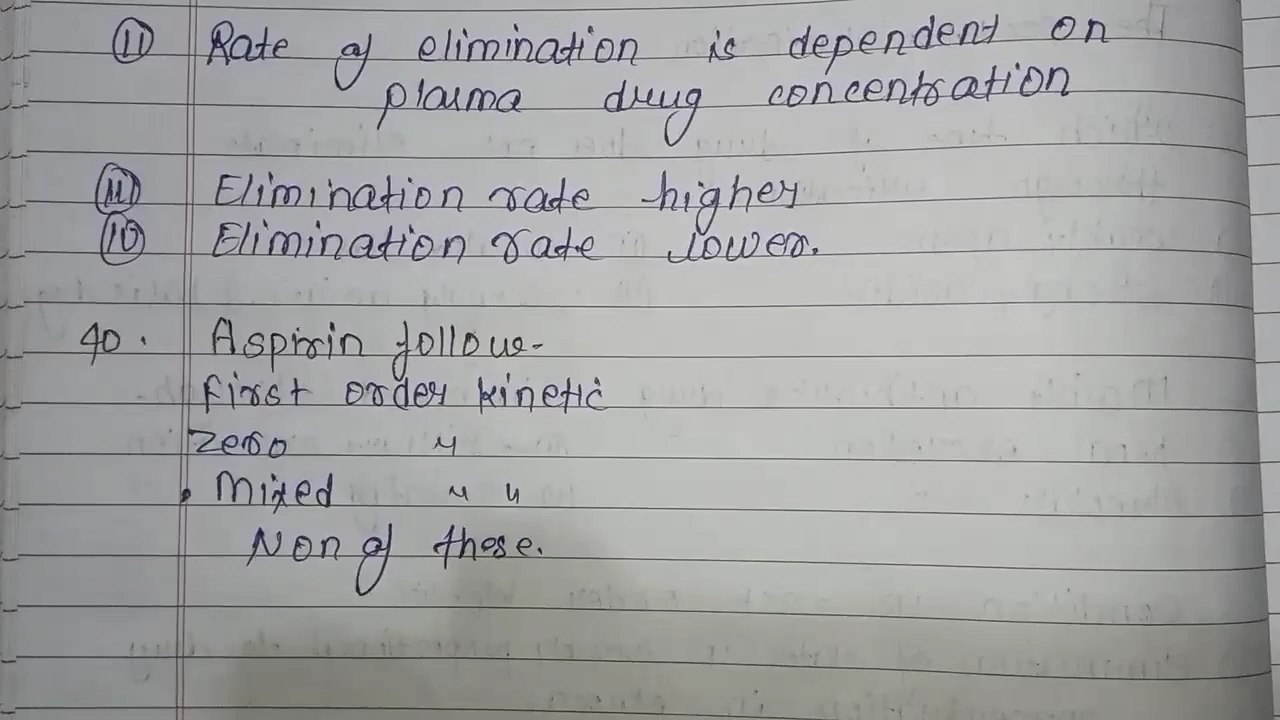 (ii) Rate of elimination is dependent on
plasma drug concentration
(iii) Elimination rate higher
(iv) Elimination rate lower.
40. Aspirin follows-
First order kinetic
Zero " 
• Mixed " "
Non of these.